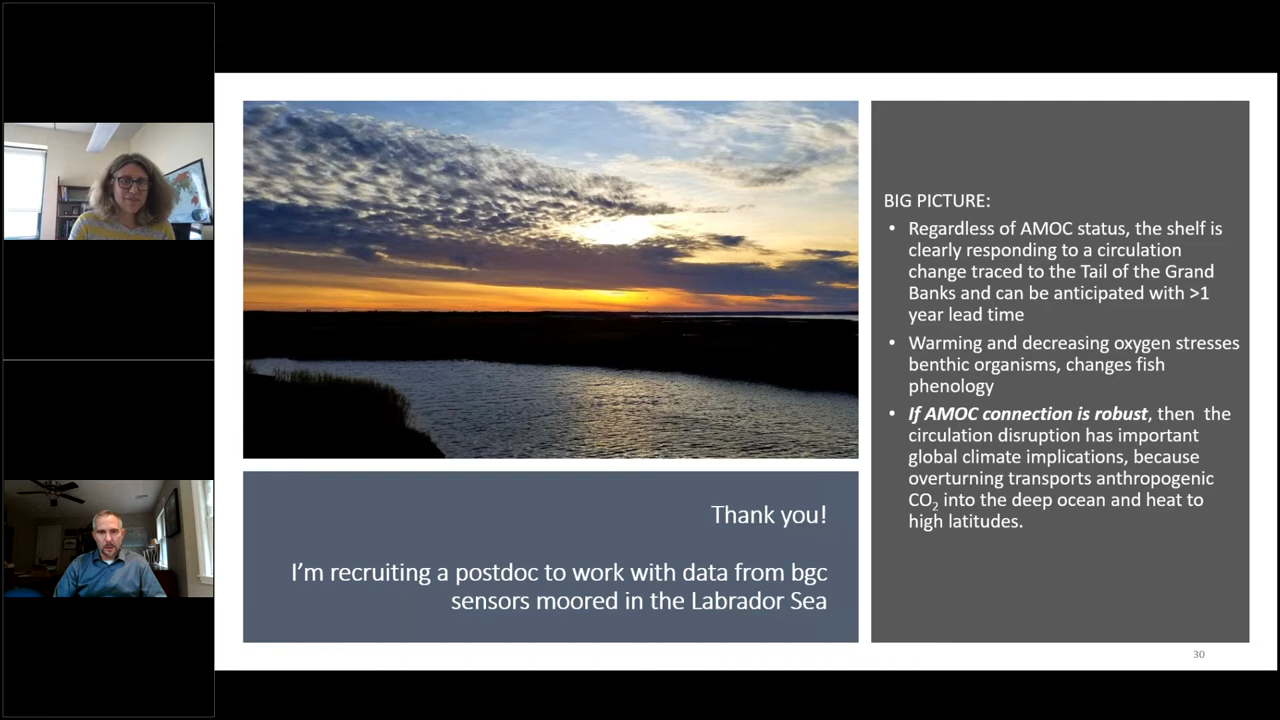 BIG PICTURE:
• Regardless of AMOC status, the shelf is
clearly responding to a circulation
change traced to the Tail of the Grand
Banks and can be anticipated with >1
year lead time
• Warming and decreasing oxygen stresses
benthic organisms, changes fish
phenology
• If AMOC connection is robust, then the
circulation disruption has important
global climate implications, because
overturning transports anthropogenic
CO₂ into the deep ocean and heat to
high latitudes.
Thank you!
I'm recruiting a postdoc to work with data from bgc
sensors moored in the Labrador Sea
30